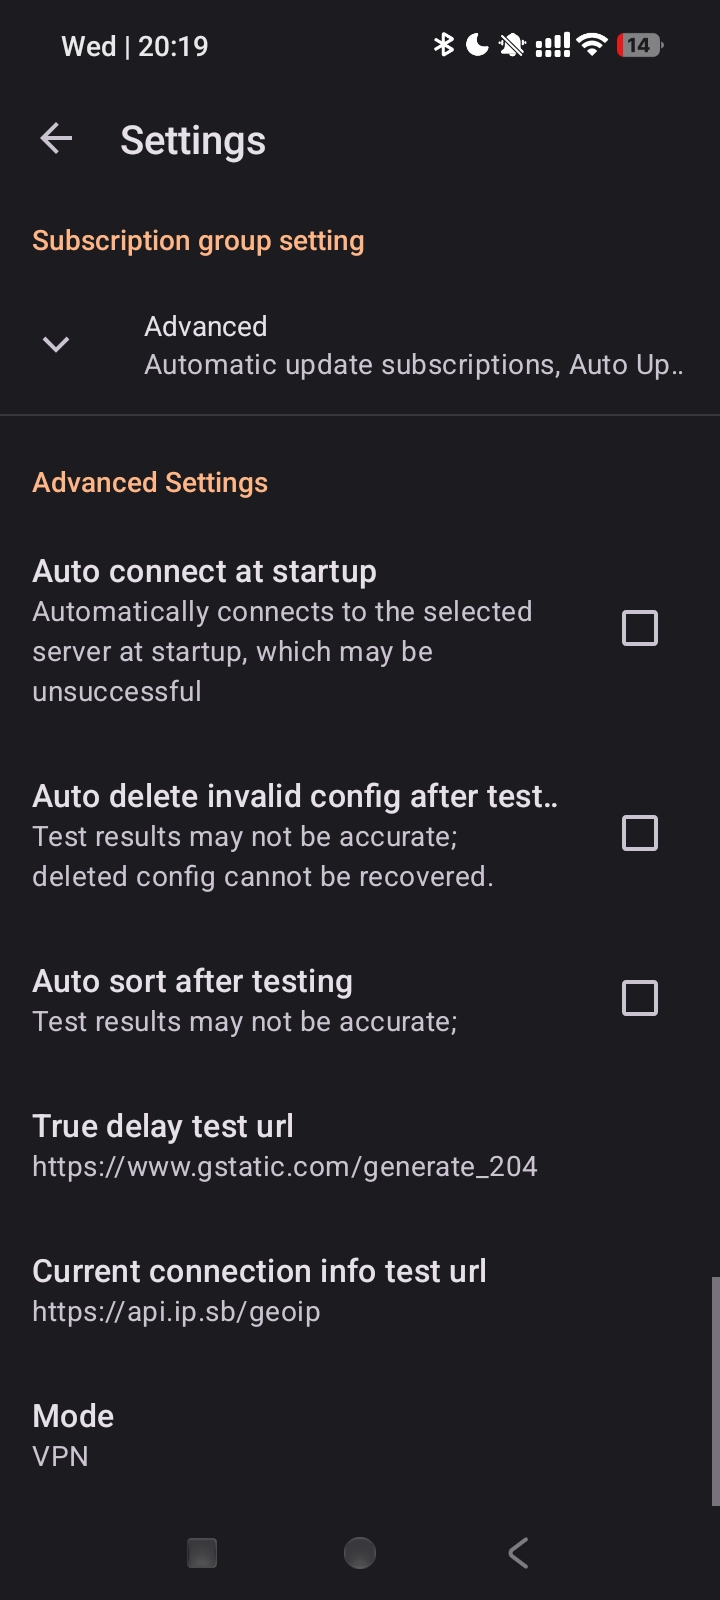 Wed | 20:19
14
Settings
Subscription group setting
Advanced
Automatic update subscriptions, Auto Up..
Advanced Settings
Auto connect at startup
Automatically connects to the selected
server at startup, which may be
unsuccessful
Auto delete invalid config after test..
Test results may not be accurate;
deleted config cannot be recovered.
Auto sort after testing
Test results may not be accurate;
True delay test url
https://www.gstatic.com/generate_204
Current connection info test url
https://api.ip.sb/geoip
Mode
VPN